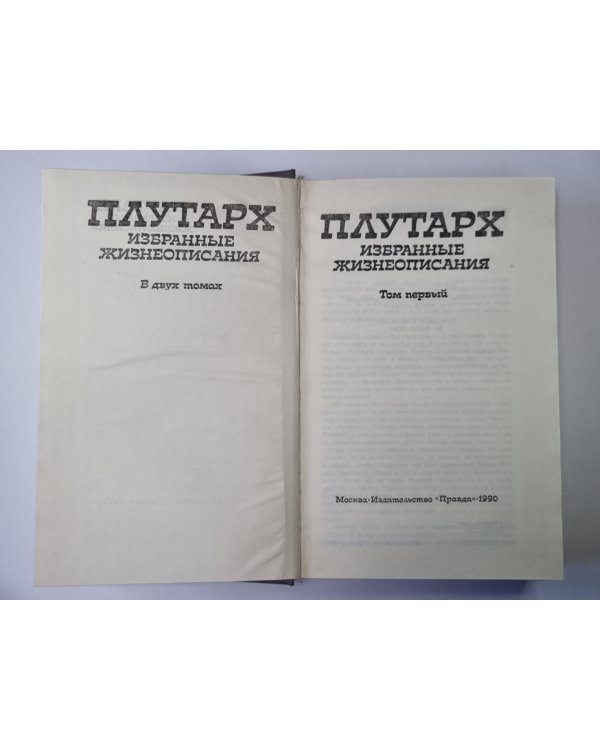 ПЛУТАРХ
ИЗБРАННЫЕ
ЖИЗНЕОПИСАНИЯ
В двух томах
ПЛУТАРХ
ИЗБРАННЫЕ
ЖИЗНЕОПИСАНИЯ
Том первый
Москва·Издательство «Правда»·1990